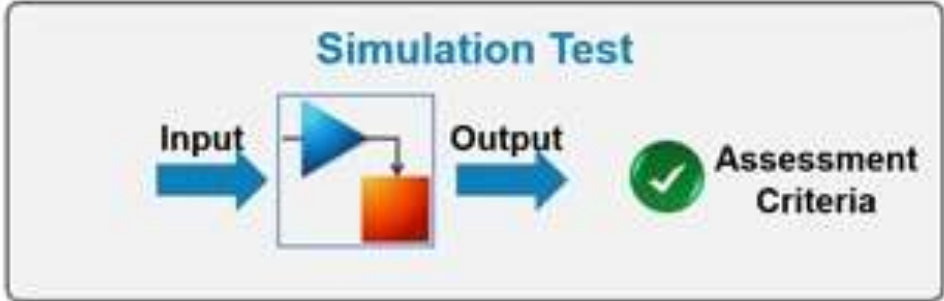 Simulation Test
Input
Output
Assessment
Criteria